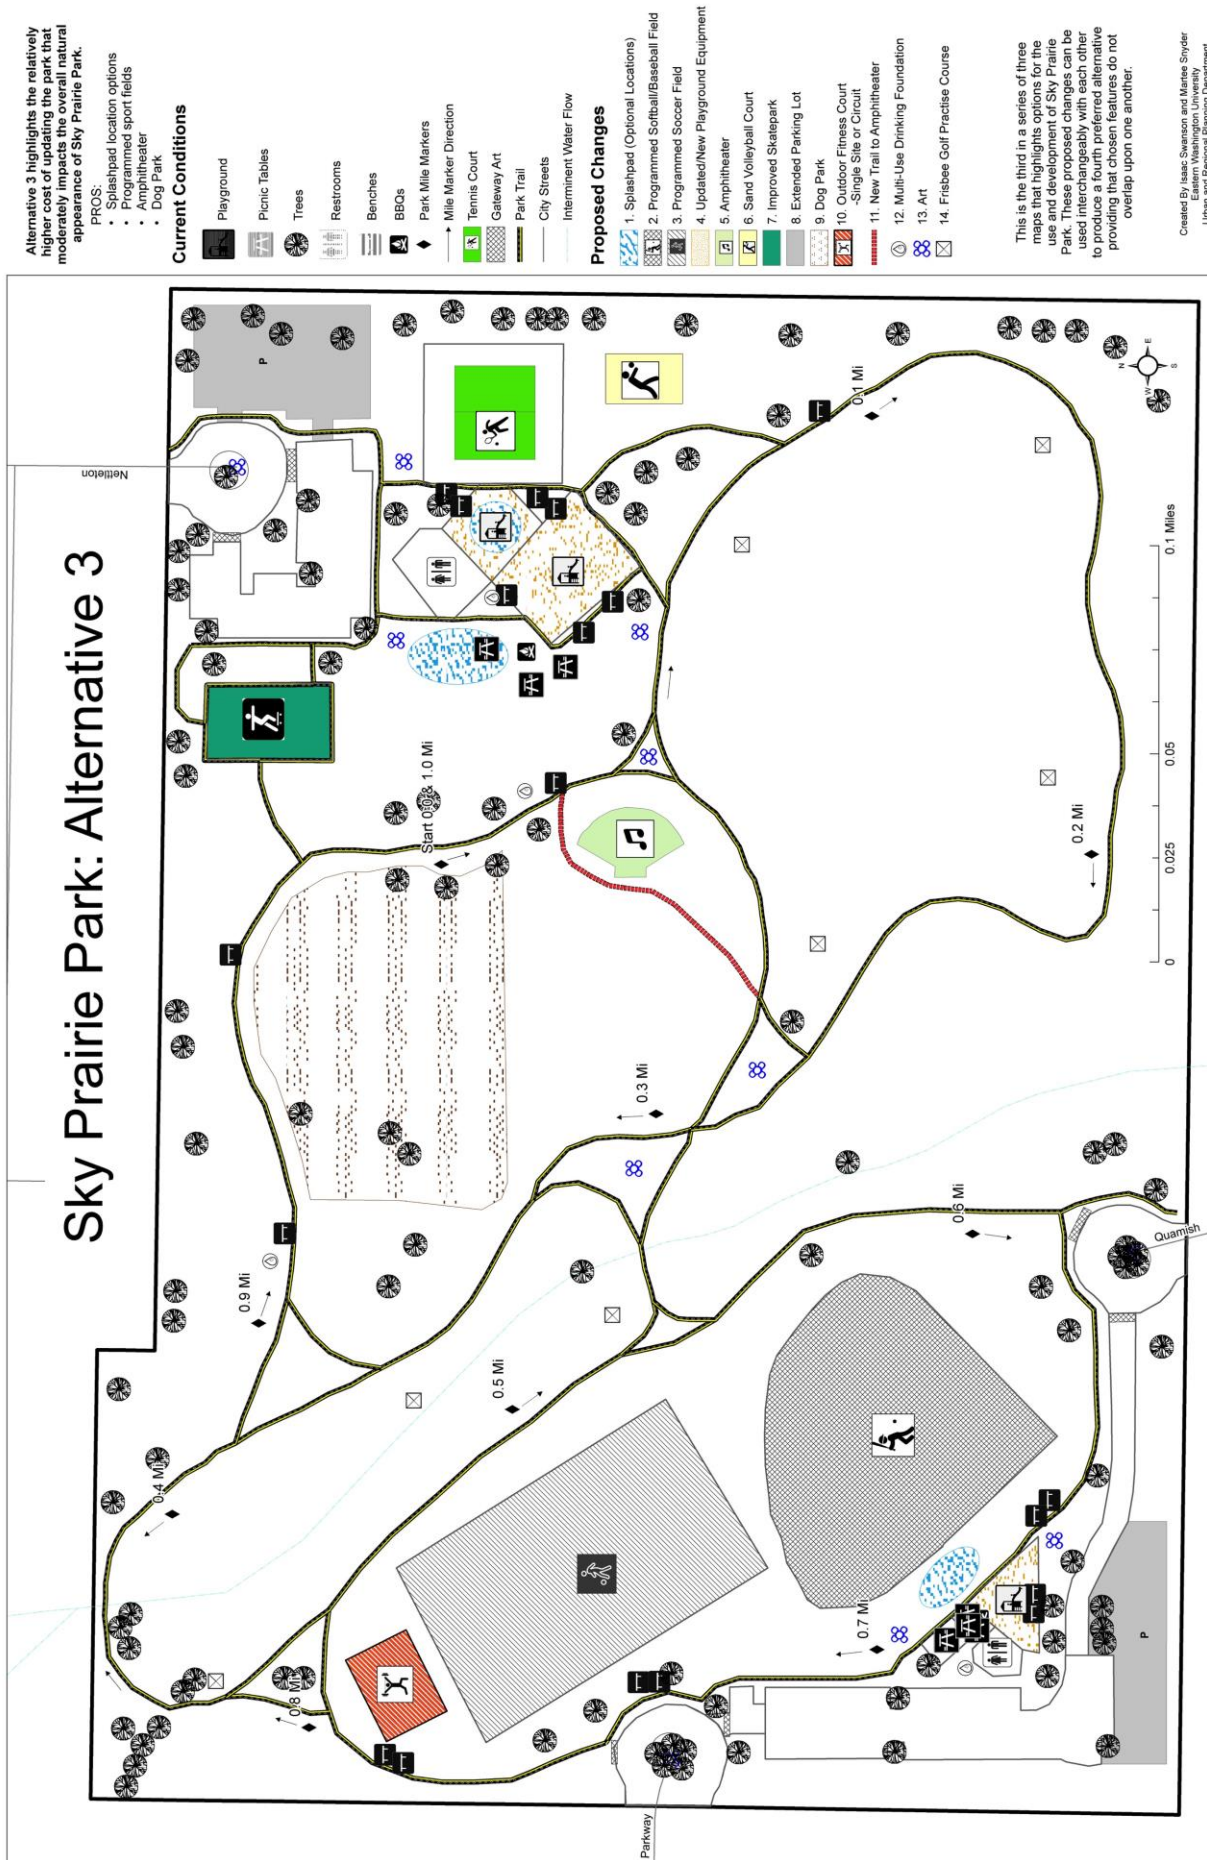 Sky Prairie Park: Alternative 3
Nettleton
P
Start 0.0 & 1.0 Mi
0.1 Mi
0.2 Mi
0.3 Mi
0.4 Mi
0.5 Mi
0.6 Mi
0.7 Mi
0.8 Mi
0.9 Mi
Parkway
Quamish
P
N
E
S
W
0 0.025 0.05 0.1 Miles
Alternative 3 highlights the relatively
higher cost of updating the park that
moderately impacts the overall natural
appearance of Sky Prairie Park.
PROS:
• Splashpad location options
• Programmed sport fields
• Amphitheater
• Dog Park
Current Conditions
Playground
Picnic Tables
Trees
Restrooms
Benches
BBQs
Park Mile Markers
Mile Marker Direction
Tennis Court
Gateway Art
Park Trail
City Streets
Interminent Water Flow
Proposed Changes
1. Splashpad (Optional Locations)
2. Programmed Softball/Baseball Field
3. Programmed Soccer Field
4. Updated/New Playground Equipment
5. Amphitheater
6. Sand Volleyball Court
7. Improved Skatepark
8. Extended Parking Lot
9. Dog Park
10. Outdoor Fitness Court
-Single Site or Circuit
11. New Trail to Amphitheater
12. Multi-Use Drinking Foundation
13. Art
14. Frisbee Golf Practise Course
This is the third in a series of three
maps that highlights options for the
use and development of Sky Prairie
Park. These proposed changes can be
used interchangeably with each other
to produce a fourth preferred alternative
providing that chosen features do not
overlap upon one another.
Created By Isaac Swanson and Martee Snyder
Eastern Washington University
Urban and Regional Planning Department